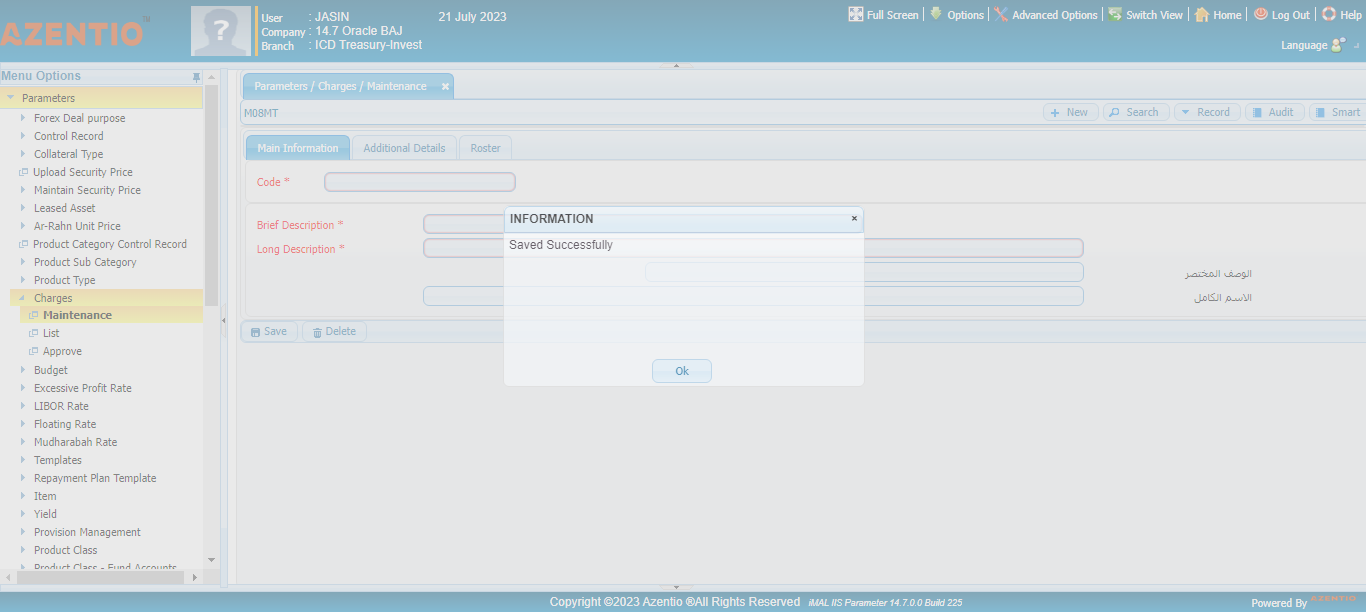 AZENTIO™
User : JASIN 21 July 2023
Company : 14.7 Oracle BAJ
Branch : ICD Treasury-Invest
Full Screen Options Advanced Options Switch View Home Log Out Help
Language
Menu Options
Parameters
Forex Deal purpose
Control Record
Collateral Type
Upload Security Price
Maintain Security Price
Leased Asset
Ar-Rahn Unit Price
Product Category Control Record
Product Sub Category
Product Type
Charges
Maintenance
List
Approve
Budget
Excessive Profit Rate
LIBOR Rate
Floating Rate
Mudharabah Rate
Templates
Repayment Plan Template
Item
Yield
Provision Management
Product Class
Product Class - Fund Accounts
Parameters / Charges / Maintenance
M08MT
New Search Record Audit Smart
Main Information Additional Details Roster
Code *
Brief Description *
Long Description *
الوصف المختصر
الاسم الكامل
Save Delete
INFORMATION
Saved Successfully
Ok
Copyright ©2023 Azentio ®All Rights Reserved iMAL IIS Parameter 14.7.0.0 Build 225
Powered By AZENTIO